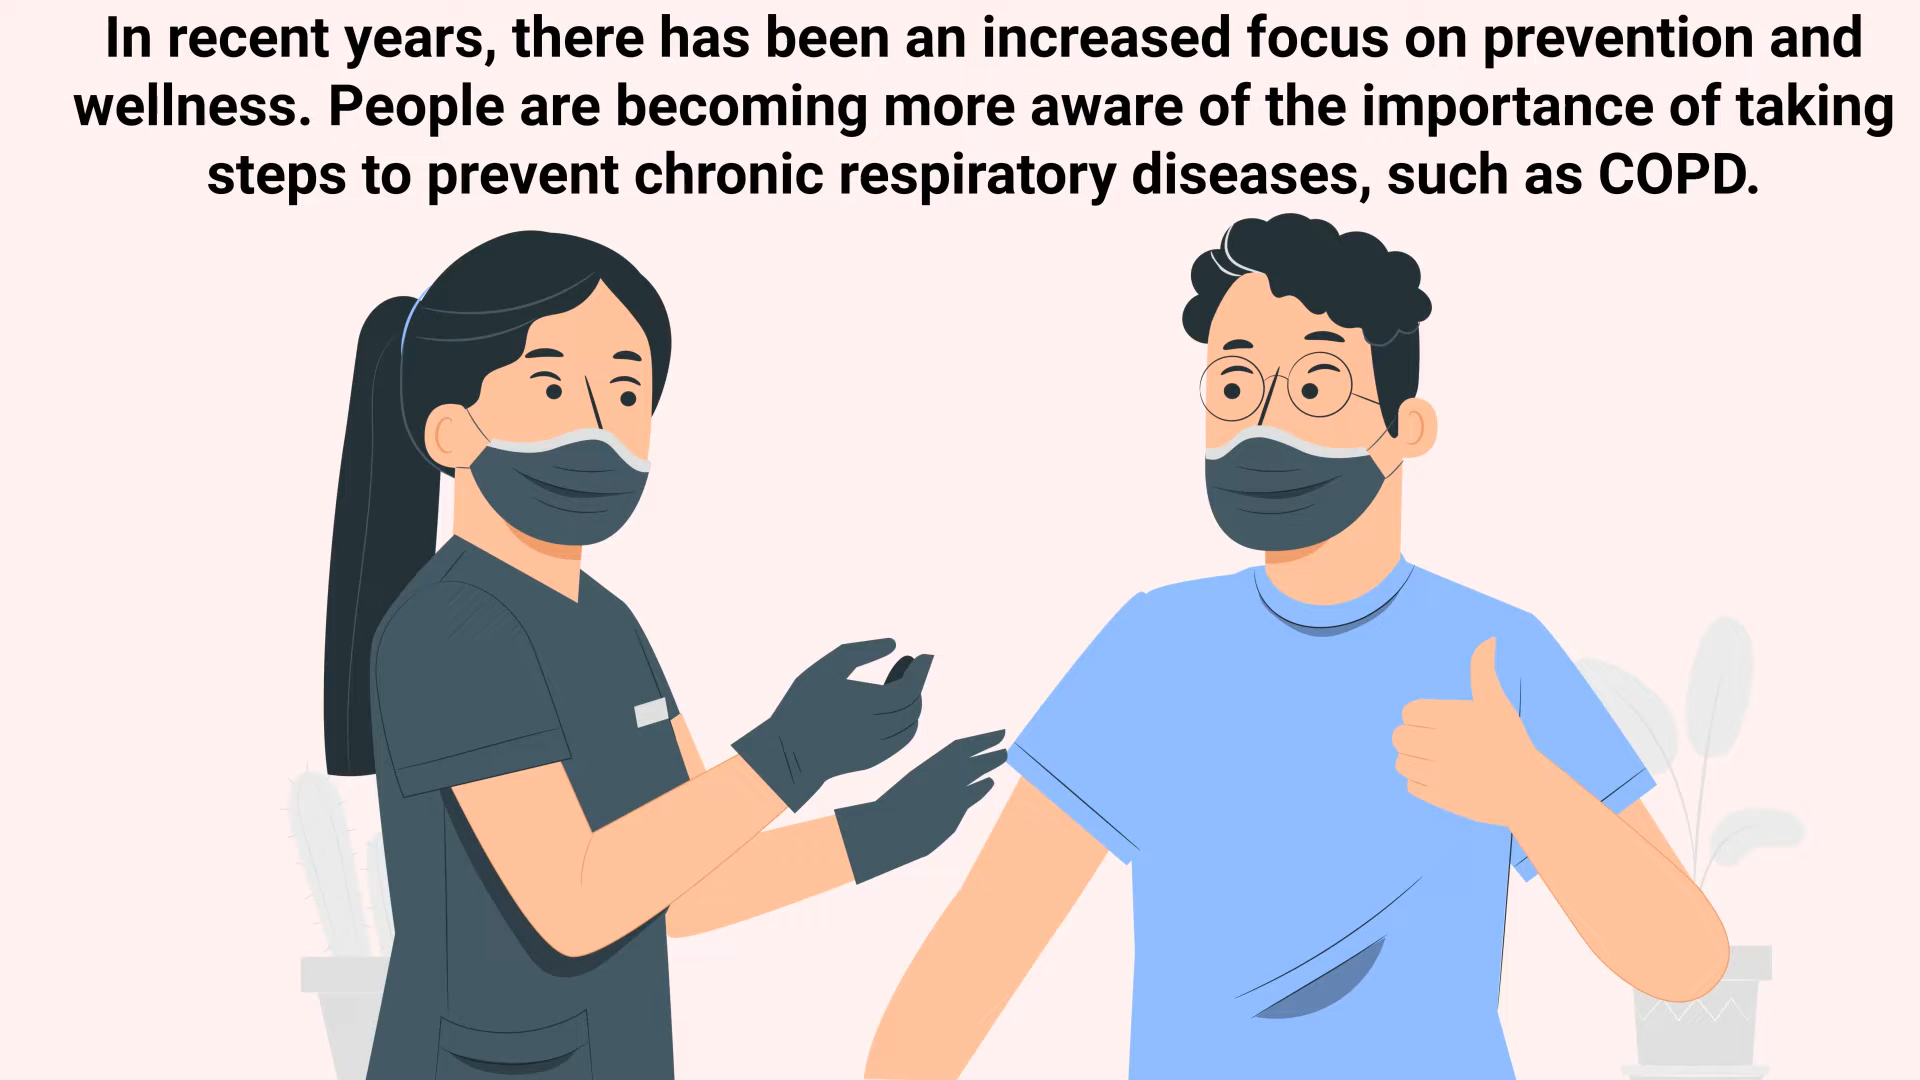 In recent years, there has been an increased focus on prevention and
wellness. People are becoming more aware of the importance of taking
steps to prevent chronic respiratory diseases, such as COPD.